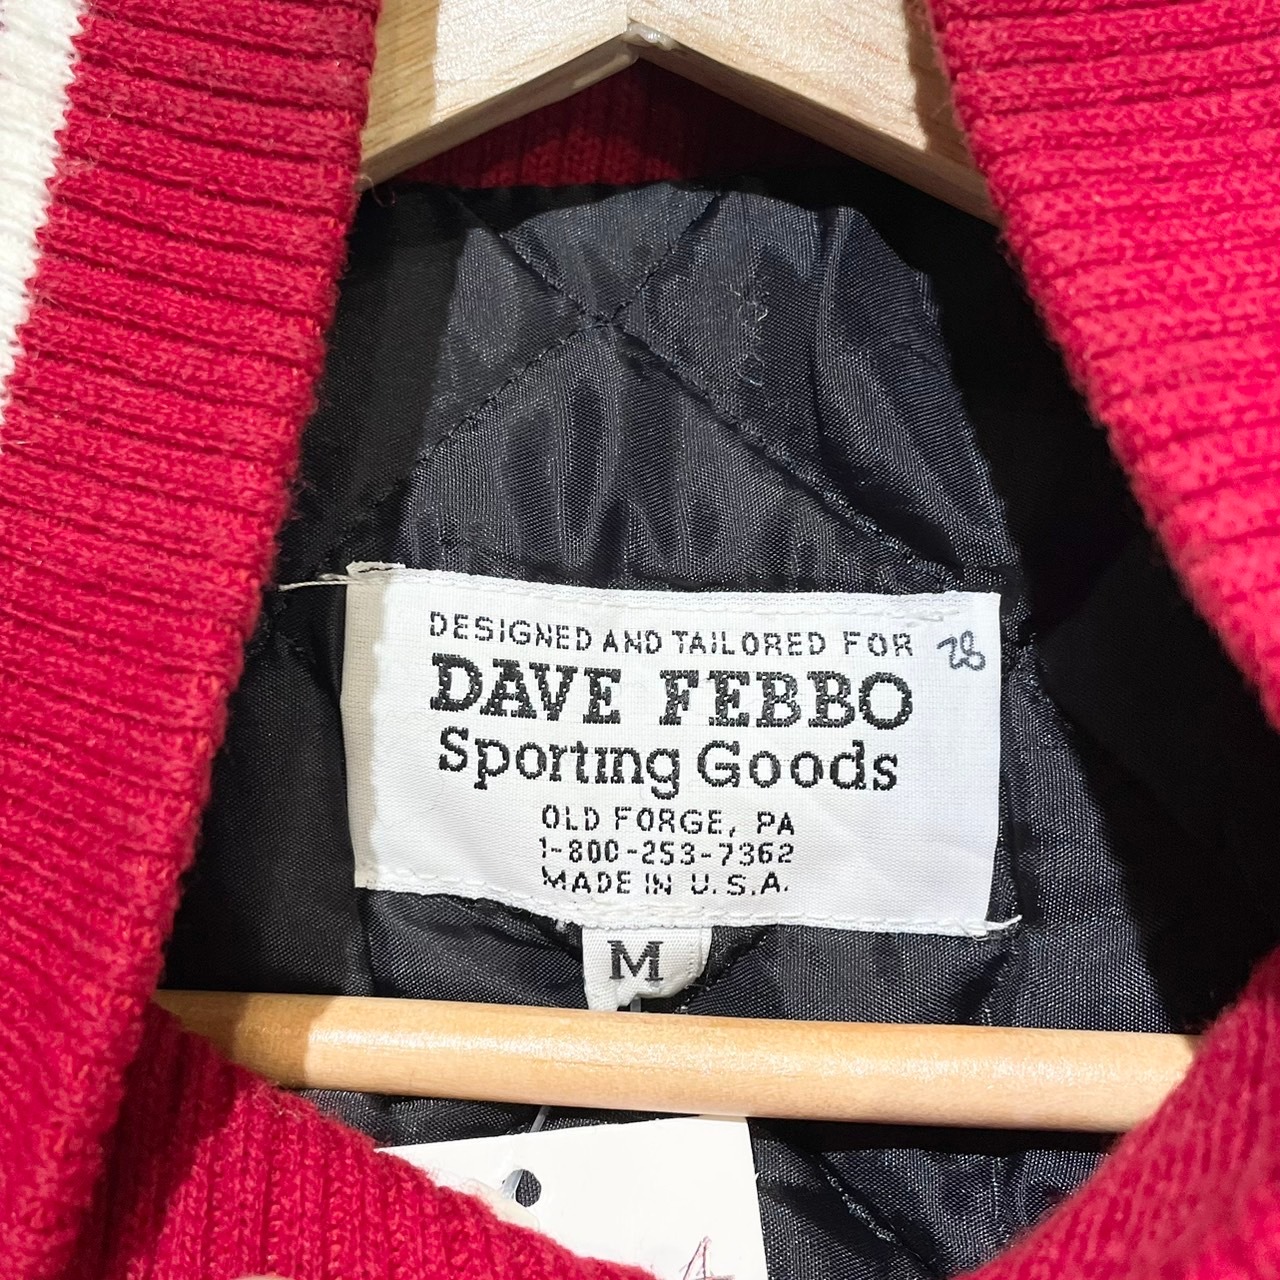 DESIGNED AND TAILORED FOR 28
DAVE FEBBO
Sporting Goods
OLD FORGE, PA
1-800-253-7362
MADE IN U.S.A.
M